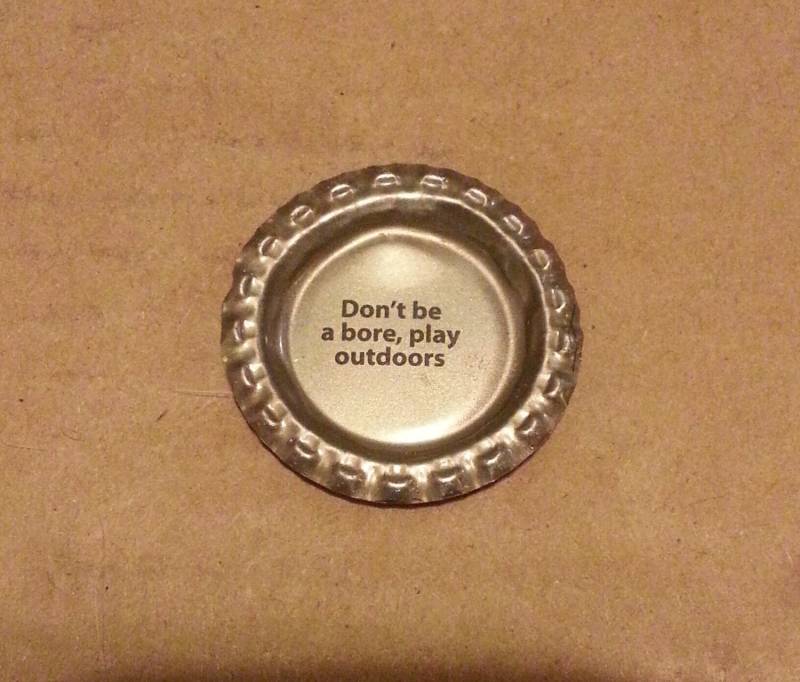 Don't be
a bore, play
outdoors